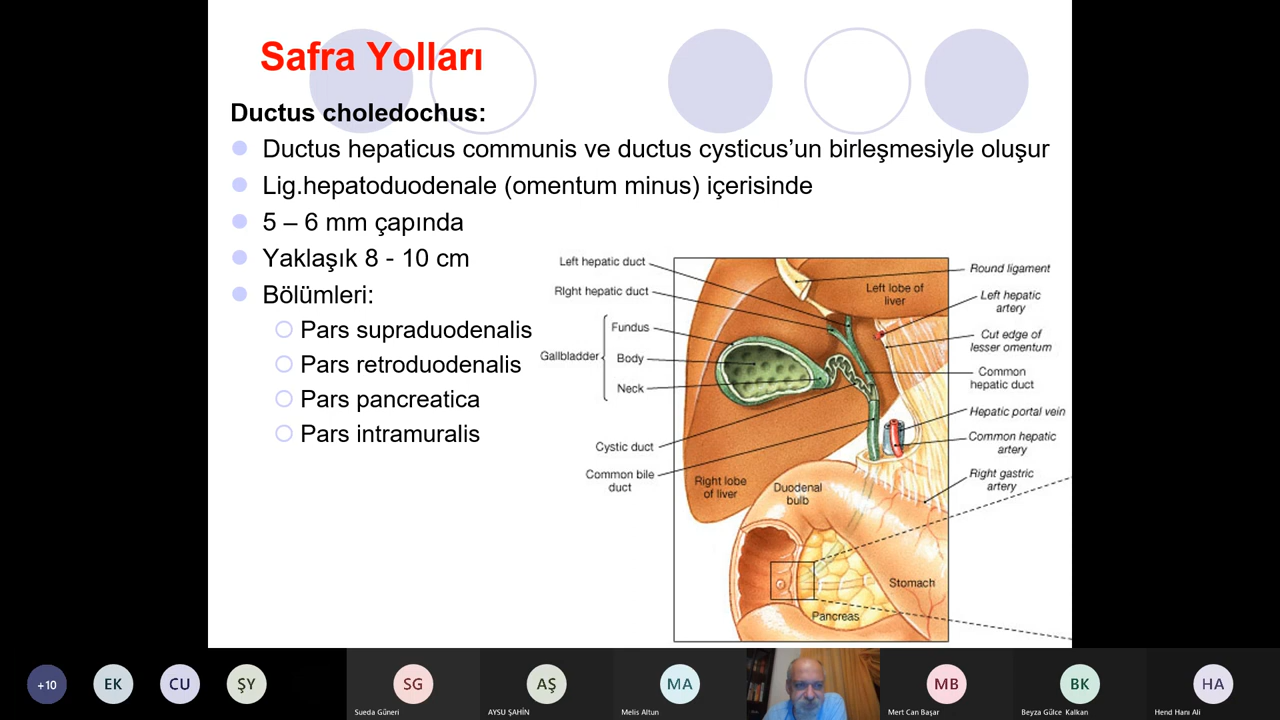 Safra Yolları
Ductus choledochus:
Ductus hepaticus communis ve ductus cysticus’un birleşmesiyle oluşur
Lig.hepatoduodenale (omentum minus) içerisinde
5 – 6 mm çapında
Yaklaşık 8 - 10 cm
Bölümleri:
Pars supraduodenalis
Pars retroduodenalis
Pars pancreatica
Pars intramuralis
Left hepatic duct
RIght hepatic duct
Fundus
Gallbladder
Body
Neck
Cystic duct
Common bile
duct
Right lobe
of liver
Duodenal
bulb
Left lobe of
liver
Round ligament
Left hepatic
artery
Cut edge of
lesser omentum
Common
hepatic duct
Hepatic portal vein
Common hepatic
artery
Right gastric
artery
Stomach
Pancreas
+10
EK
CU
ŞY
SG
Sueda Güneri
AŞ
AYSU ŞAHİN
MA
Melis Altun
MB
Mert Can Başar
BK
Beyza Gülce Kalkan
HA
Hend Hanı Ali